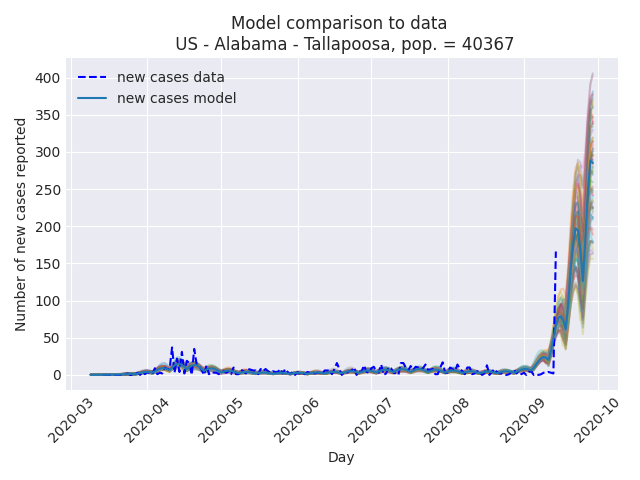 Model comparison to data
US - Alabama - Tallapoosa, pop. = 40367
new cases data
new cases model
400
350
300
250
200
150
100
50
0
Number of new cases reported
2020-03
2020-04
2020-05
2020-06
2020-07
2020-08
2020-09
2020-10
Day